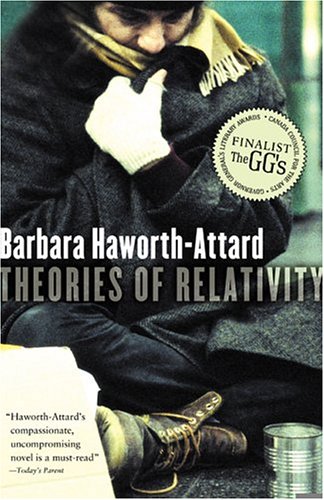 GOVERNOR GENERAL'S LITERARY AWARDS • CANADA COUNCIL FOR THE ARTS •
FINALIST
The GG's
Barbara Haworth-Attard
THEORIES OF RELATIVITY
"Haworth-Attard's
compassionate,
uncompromising
novel is a must-read"
—Today's Parent